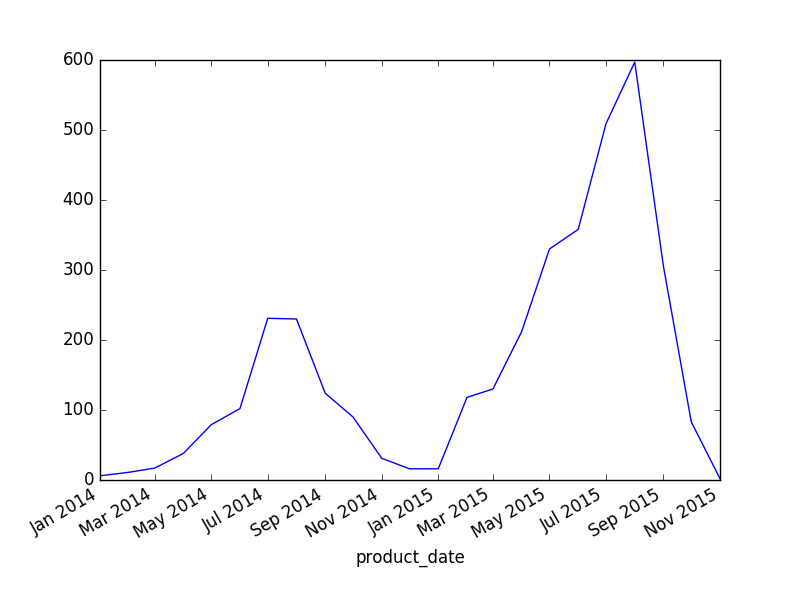 600
500
400
300
200
100
0
Jan 2014
Mar 2014
May 2014
Jul 2014
Sep 2014
Nov 2014
Jan 2015
Mar 2015
May 2015
Jul 2015
Sep 2015
Nov 2015
product_date